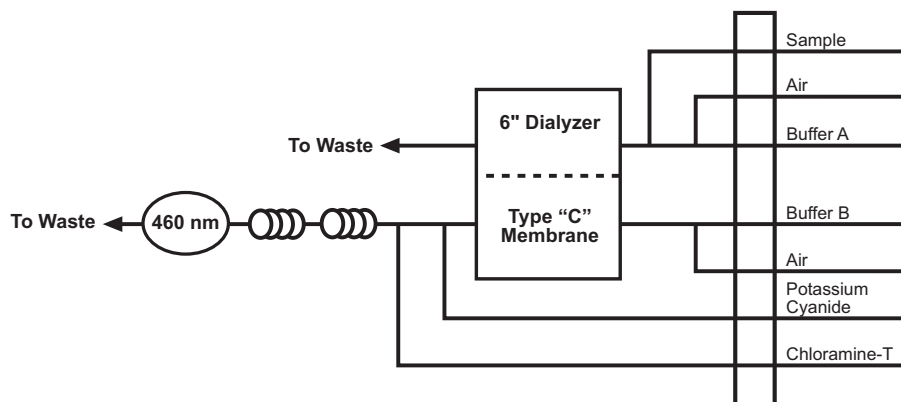 Sample
Air
6" Dialyzer
Buffer A
To Waste
Type “C”
Membrane
Buffer B
To Waste
460 nm
Air
Potassium
Cyanide
Chloramine-T